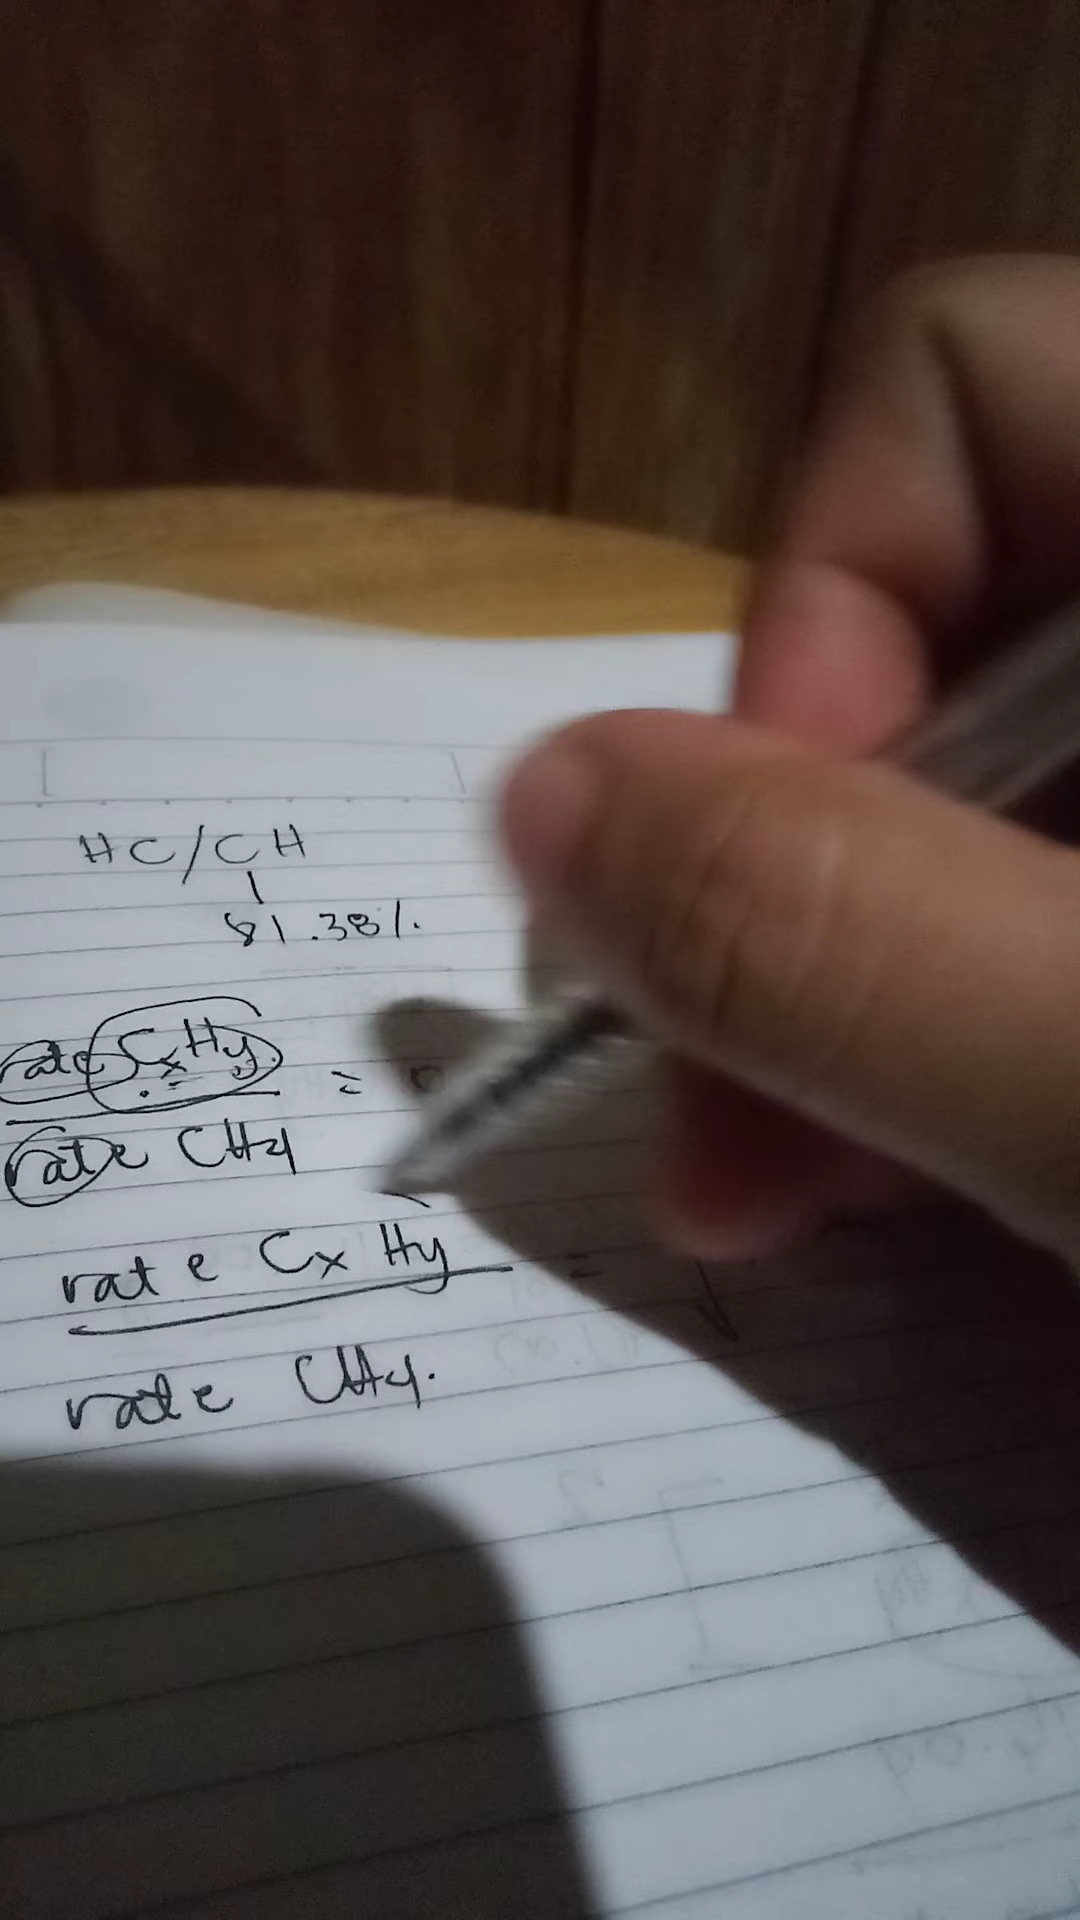 HC/CH
81.38%.
rate CxHy
=
rate CH4
rate CxHy
=
rate CH4.